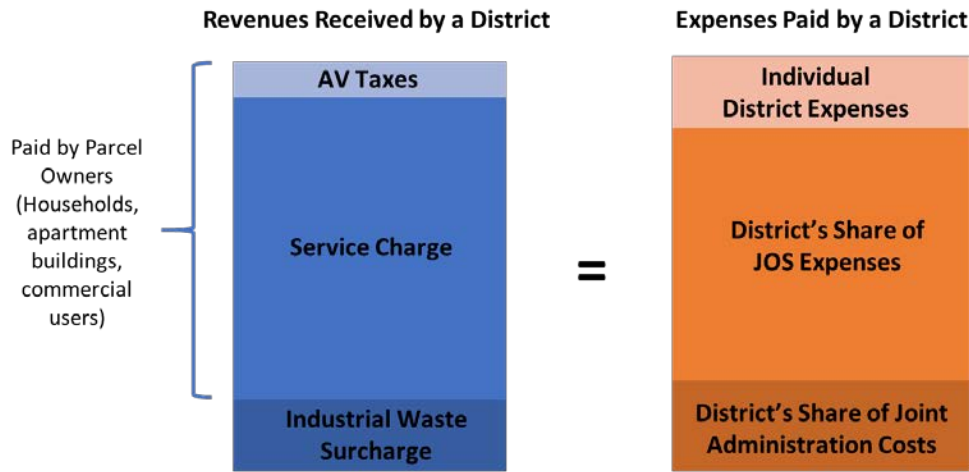 Revenues Received by a District
Expenses Paid by a District
Paid by Parcel
Owners
(Households,
apartment
buildings,
commercial
users)
AV Taxes
Service Charge
Industrial Waste
Surcharge
=
Individual
District Expenses
District's Share of
JOS Expenses
District's Share of Joint
Administration Costs